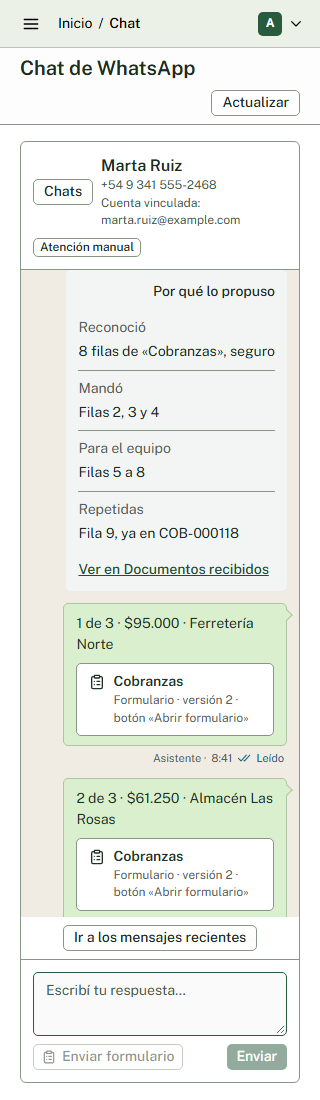 Inicio / Chat
A
Chat de WhatsApp
Actualizar
Chats
Marta Ruiz
+54 9 341 555-2468
Cuenta vinculada:
marta.ruiz@example.com
Atención manual
Por qué lo propuso
Reconoció
8 filas de «Cobranzas», seguro
Mandó
Filas 2, 3 y 4
Para el equipo
Filas 5 a 8
Repetidas
Fila 9, ya en COB-000118
Ver en Documentos recibidos
1 de 3 · $95.000 · Ferretería
Norte
Cobranzas
Formulario · versión 2 ·
botón «Abrir formulario»
Asistente · 8:41 Leído
2 de 3 · $61.250 · Almacén Las
Rosas
Cobranzas
Formulario · versión 2 ·
botón «Abrir formulario»
Ir a los mensajes recientes
Escribí tu respuesta...
Enviar formulario
Enviar